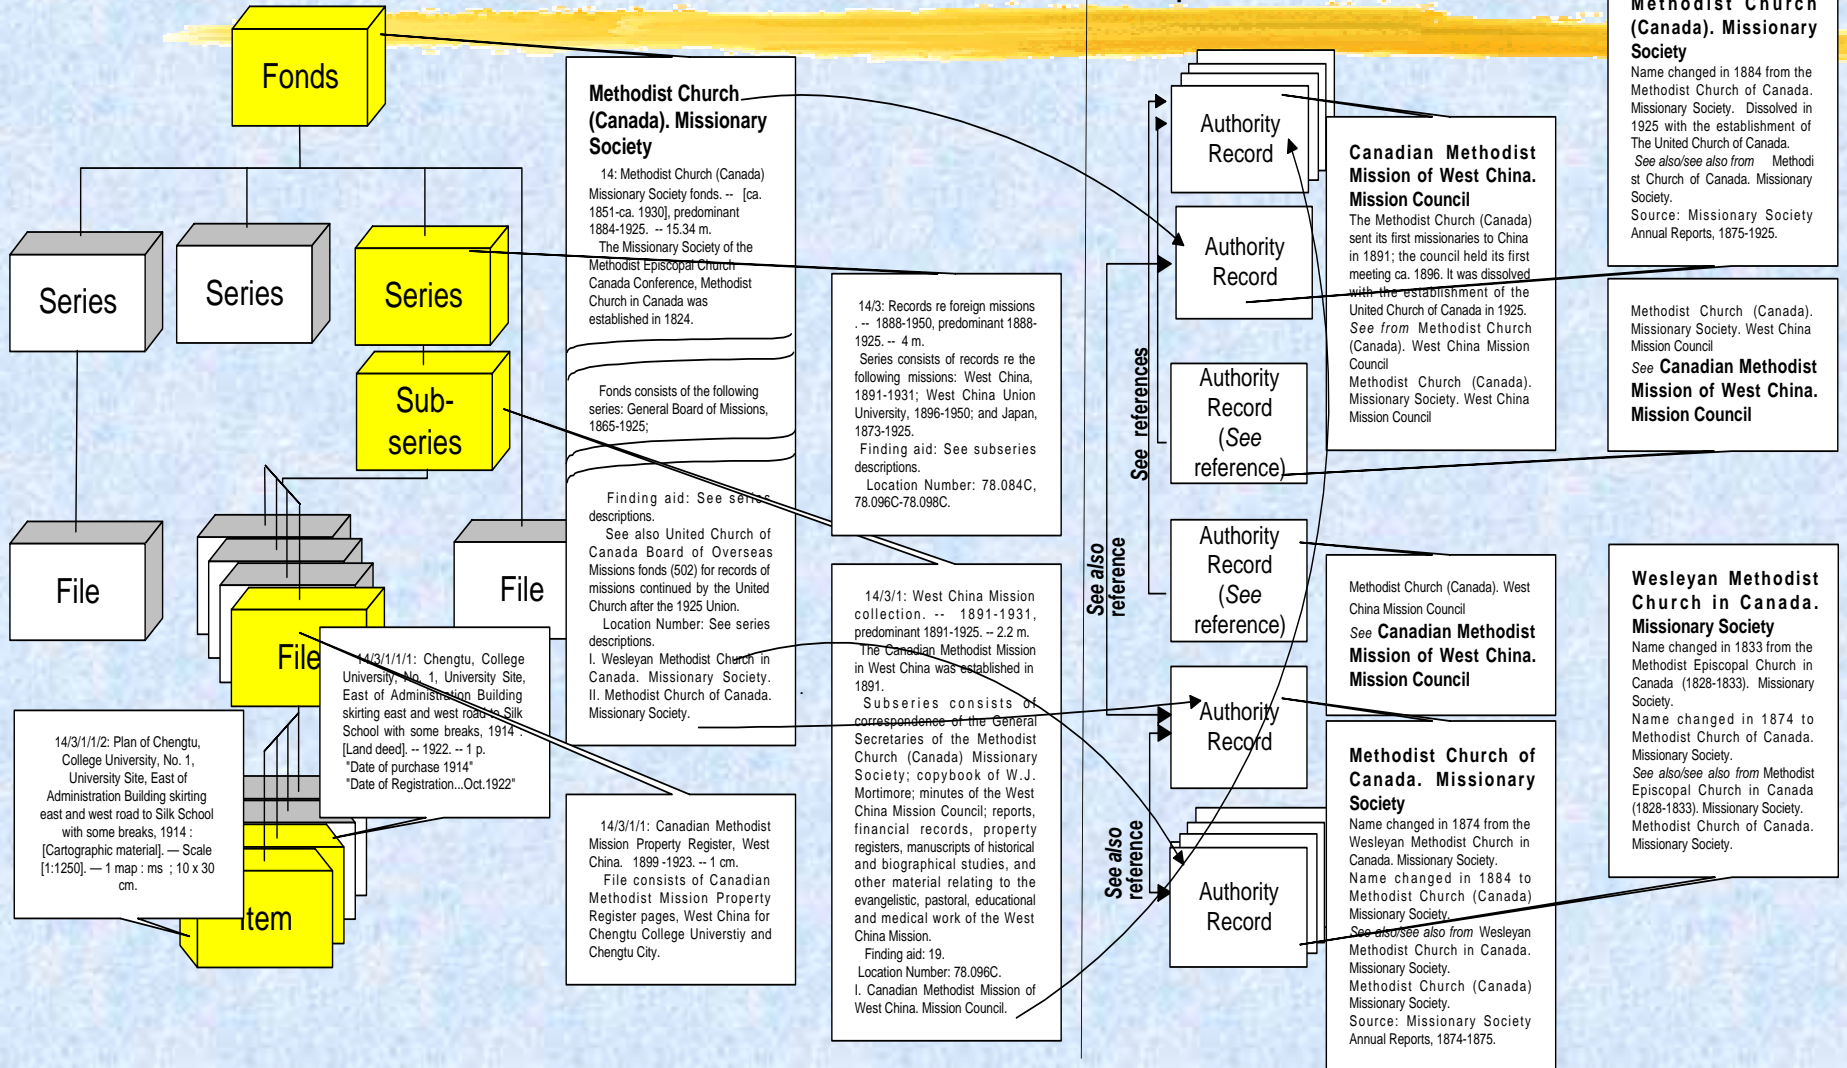 Fonds
Series
Series
Series
Sub-
series
File
File
File
Item
Methodist Church
(Canada). Missionary
Society
14: Methodist Church (Canada)
Missionary Society fonds. -- [ca.
1851-ca. 1930], predominant
1884-1925. -- 15.34 m.
The Missionary Society of the
Methodist Episcopal Church
Canada Conference, Methodist
Church in Canada was
established in 1824.
Fonds consists of the following
series: General Board of Missions,
1865-1925;
Finding aid: See series
descriptions.
See also United Church of
Canada Board of Overseas
Missions fonds (502) for records of
missions continued by the United
Church after the 1925 Union.
Location Number: See series
descriptions.
I. Wesleyan Methodist Church in
Canada. Missionary Society.
II. Methodist Church of Canada.
Missionary Society.
14/3: Records re foreign missions
. -- 1888-1950, predominant 1888-
1925. -- 4 m.
Series consists of records re the
following missions: West China,
1891-1931; West China Union
University, 1896-1950; and Japan,
1873-1925.
Finding aid: See subseries
descriptions.
Location Number: 78.084C,
78.096C-78.098C.
14/3/1: West China Mission
collection. -- 1891-1931,
predominant 1891-1925. -- 2.2 m.
The Canadian Methodist Mission
in West China was established in
1891.
Subseries consists of
correspondence of the General
Secretaries of the Methodist
Church (Canada) Missionary
Society; copybook of W.J.
Mortimore; minutes of the West
China Mission Council; reports,
financial records, property
registers, manuscripts of historical
and biographical studies, and
other material relating to the
evangelistic, pastoral, educational
and medical work of the West
China Mission.
Finding aid: 19.
Location Number: 78.096C.
I. Canadian Methodist Mission of
West China. Mission Council.
14/3/1/1/1: Chengtu, College
University, No. 1, University Site,
East of Administration Building
skirting east and west road to Silk
School with some breaks, 1914 :
[Land deed]. -- 1922. -- 1 p.
"Date of purchase 1914"
"Date of Registration...Oct.1922"
14/3/1/1/2: Plan of Chengtu,
College University, No. 1,
University Site, East of
Administration Building skirting
east and west road to Silk School
with some breaks, 1914 :
[Cartographic material]. — Scale
[1:1250]. — 1 map : ms ; 10 x 30
cm.
14/3/1/1: Canadian Methodist
Mission Property Register, West
China. 1899 -1923. -- 1 cm.
File consists of Canadian
Methodist Mission Property
Register pages, West China for
Chengtu College Universtiy and
Chengtu City.
See references
See also
reference
See also
reference
Authority
Record
Authority
Record
Authority
Record
(See
reference)
Authority
Record
(See
reference)
Authority
Record
Authority
Record
Canadian Methodist
Mission of West China.
Mission Council
The Methodist Church (Canada)
sent its first missionaries to China
in 1891; the council held its first
meeting ca. 1896. It was dissolved
with the establishment of the
United Church of Canada in 1925.
See from Methodist Church
(Canada). West China Mission
Council
Methodist Church (Canada).
Missionary Society. West China
Mission Council
Methodist Church (Canada). West
China Mission Council
See Canadian Methodist
Mission of West China.
Mission Council
Methodist Church of
Canada. Missionary
Society
Name changed in 1874 from the
Wesleyan Methodist Church in
Canada. Missionary Society.
Name changed in 1884 to
Methodist Church (Canada)
Missionary Society.
See also/see also from Wesleyan
Methodist Church in Canada.
Missionary Society.
Methodist Church (Canada)
Missionary Society.
Source: Missionary Society
Annual Reports, 1874-1875.
Methodist Church
(Canada). Missionary
Society
Name changed in 1884 from the
Methodist Church of Canada.
Missionary Society. Dissolved in
1925 with the establishment of
The United Church of Canada.
See also/see also from Methodi
st Church of Canada. Missionary
Society.
Source: Missionary Society
Annual Reports, 1875-1925.
Methodist Church (Canada).
Missionary Society. West China
Mission Council
See Canadian Methodist
Mission of West China.
Mission Council
Wesleyan Methodist
Church in Canada.
Missionary Society
Name changed in 1833 from the
Methodist Episcopal Church in
Canada (1828-1833). Missionary
Society.
Name changed in 1874 to
Methodist Church of Canada.
Missionary Society.
See also/see also from Methodist
Episcopal Church in Canada
(1828-1833). Missionary Society.
Methodist Church of Canada.
Missionary Society.